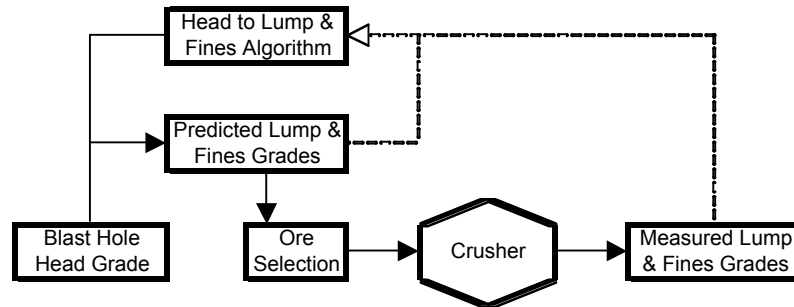 Head to Lump &
Fines Algorithm
Predicted Lump &
Fines Grades
Blast Hole
Head Grade
Ore
Selection
Crusher
Measured Lump
& Fines Grades